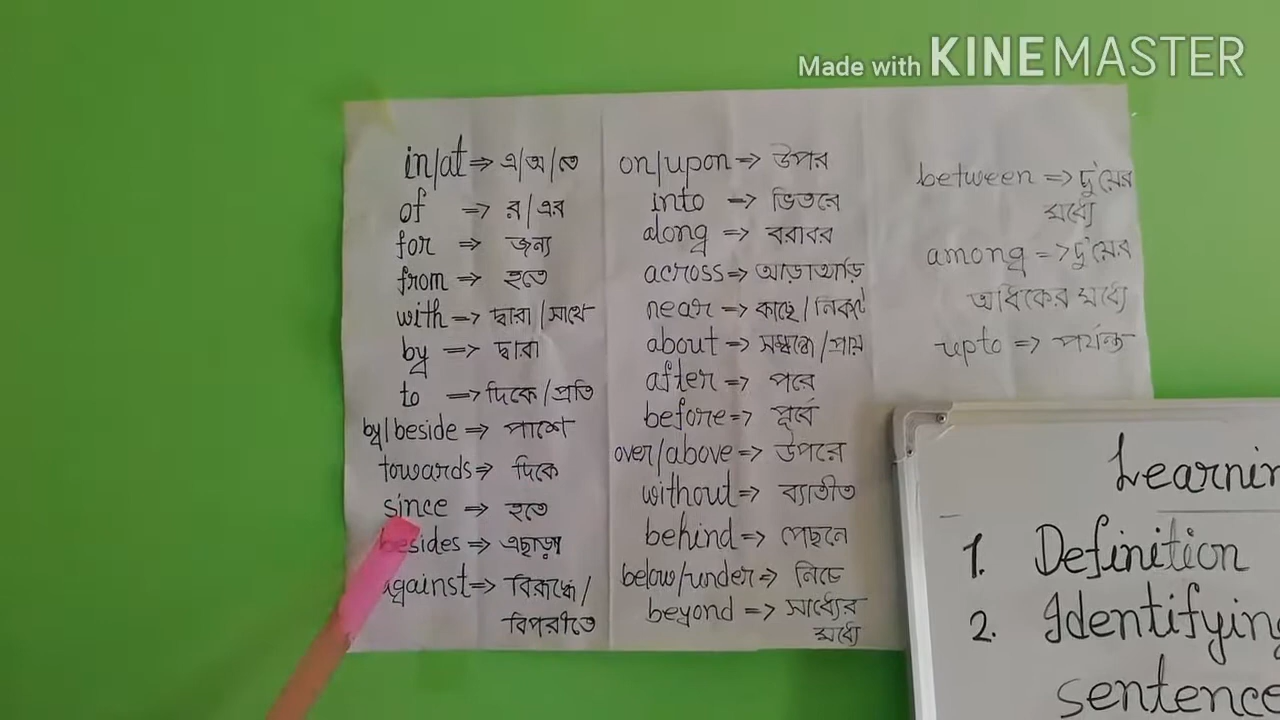 Made with KINEMASTER
in/at => এ/অ/তে
of => র/এর
for => জন্য
from => হতে
with => দ্বারা/সাথে
by => দ্বারা
to => দিকে/প্রতি
by/beside => পাশে
towards => দিকে
since => হতে
besides => এছাড়া
against => বিরুদ্ধে/
বিপরীতে
on/upon => উপর
into => ভিতরে
along => বরাবর
across => আড়াআড়ি
near => কাছে/নিকটে
about => সম্বন্ধে/প্রায়
after => পরে
before => পূর্বে
over/above => উপরে
without => ব্যাতীত
behind => পেছনে
below/under => নিচে
beyond => সাধ্যের
মধ্যে
between => দু'য়ের
মধ্যে
among => দু'য়ের
অধিকের মধ্যে
upto => পর্যন্ত
Learnin
1. Definition
2. Identifying
sentence